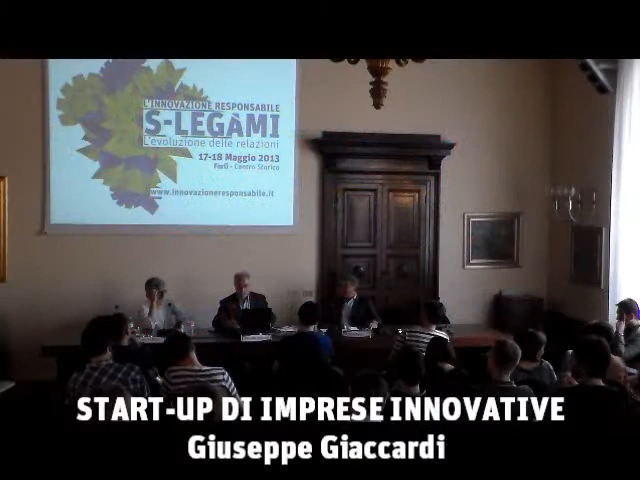 L'INNOVAZIONE RESPONSABILE
S-LEGÀMI
L'evoluzione delle relazioni
17-18 Maggio 2013
Forlì - Centro Storico
www.innovazioneresponsabile.it
START-UP DI IMPRESE INNOVATIVE
Giuseppe Giaccardi